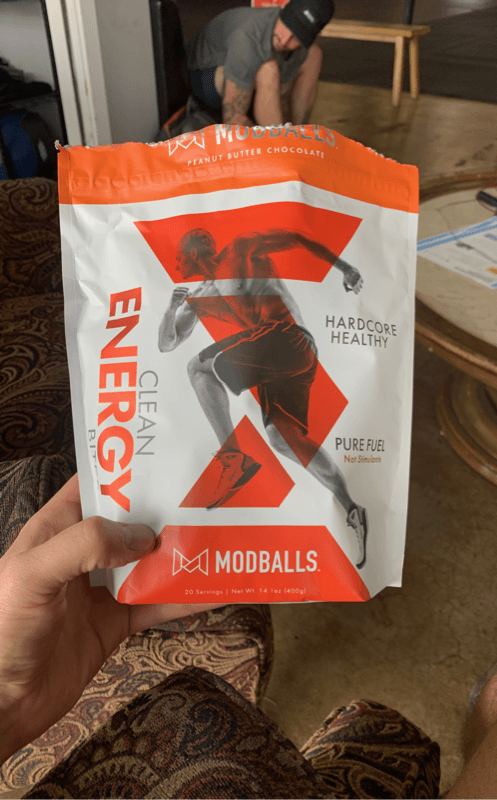 MODBALLS
PEANUT BUTTER CHOCOLATE
CLEAN
ENERGY
HARDCORE
HEALTHY
PURE FUEL
Not Stimulants
MODBALLS
20 Servings | Net Wt. 14.1oz (400g)